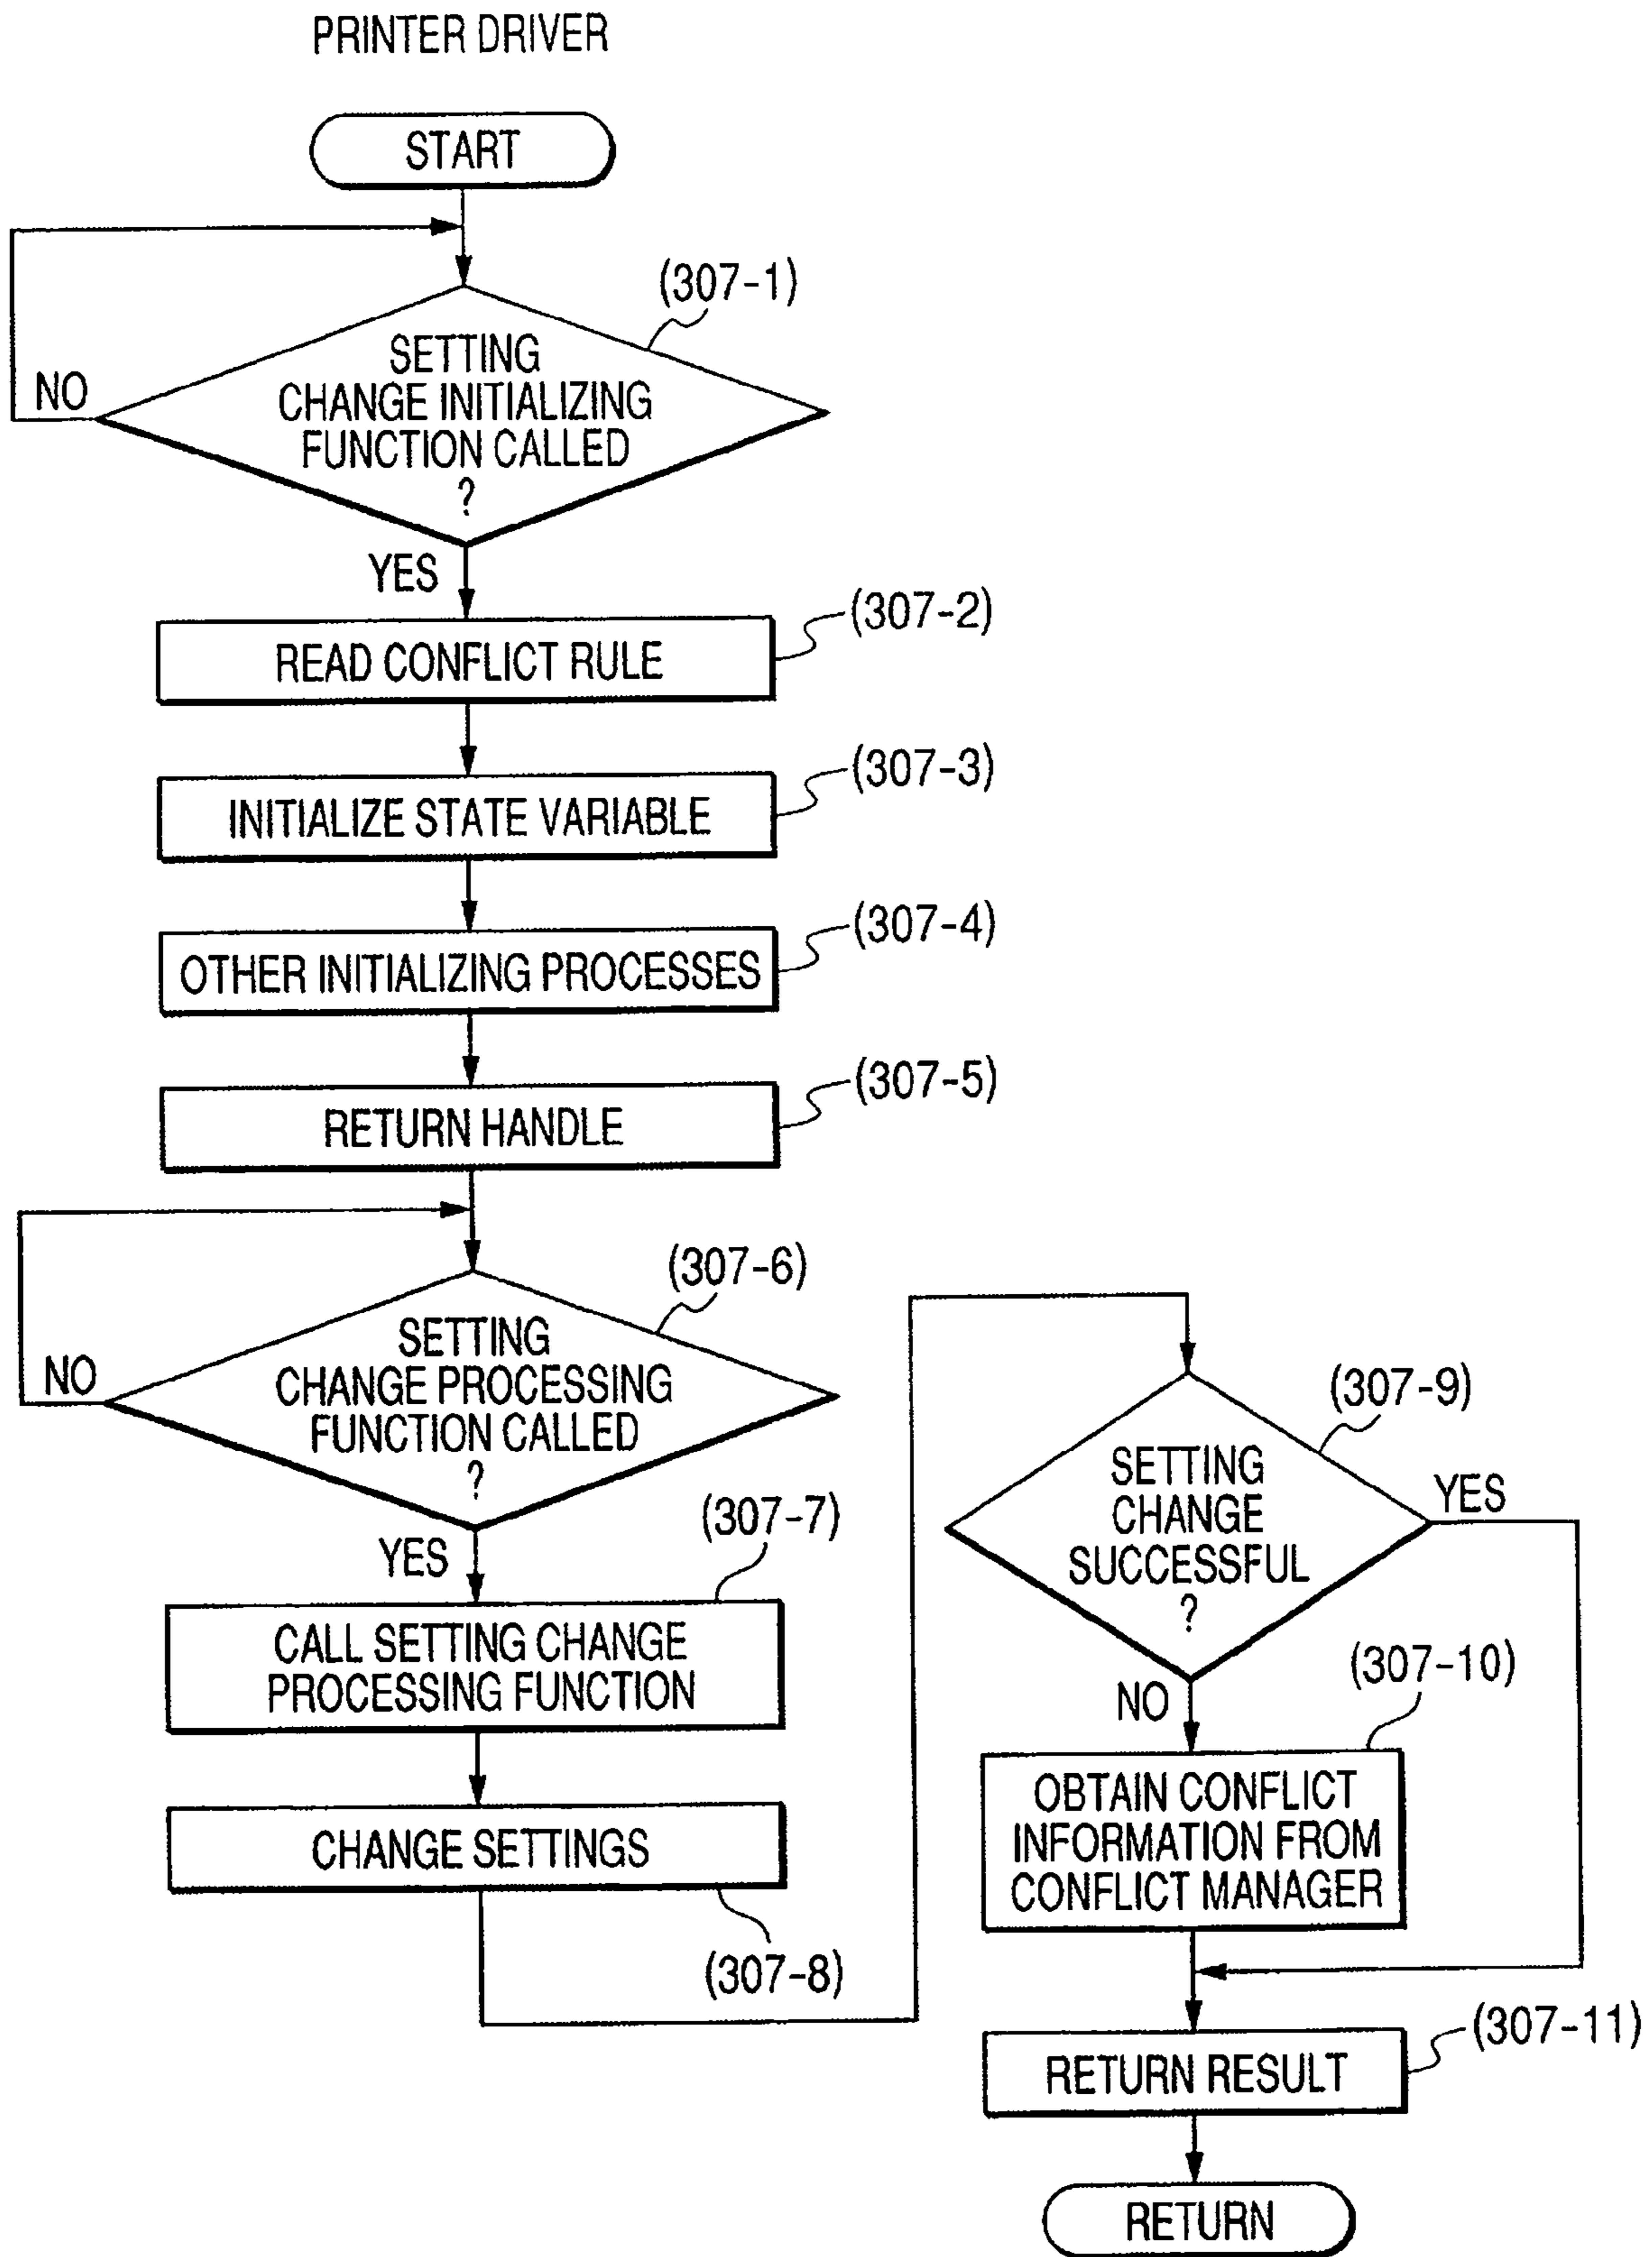 PRINTER DRIVER
START
(307-1)
SETTING
CHANGE INITIALIZING
FUNCTION CALLED
?
NO
YES
(307-2)
READ CONFLICT RULE
(307-3)
INITIALIZE STATE VARIABLE
(307-4)
OTHER INITIALIZING PROCESSES
(307-5)
RETURN HANDLE
(307-6)
SETTING
CHANGE PROCESSING
FUNCTION CALLED
?
NO
YES
(307-7)
CALL SETTING CHANGE
PROCESSING FUNCTION
CHANGE SETTINGS
(307-8)
(307-9)
SETTING
CHANGE
SUCCESSFUL
?
YES
NO
(307-10)
OBTAIN CONFLICT
INFORMATION FROM
CONFLICT MANAGER
(307-11)
RETURN RESULT
RETURN